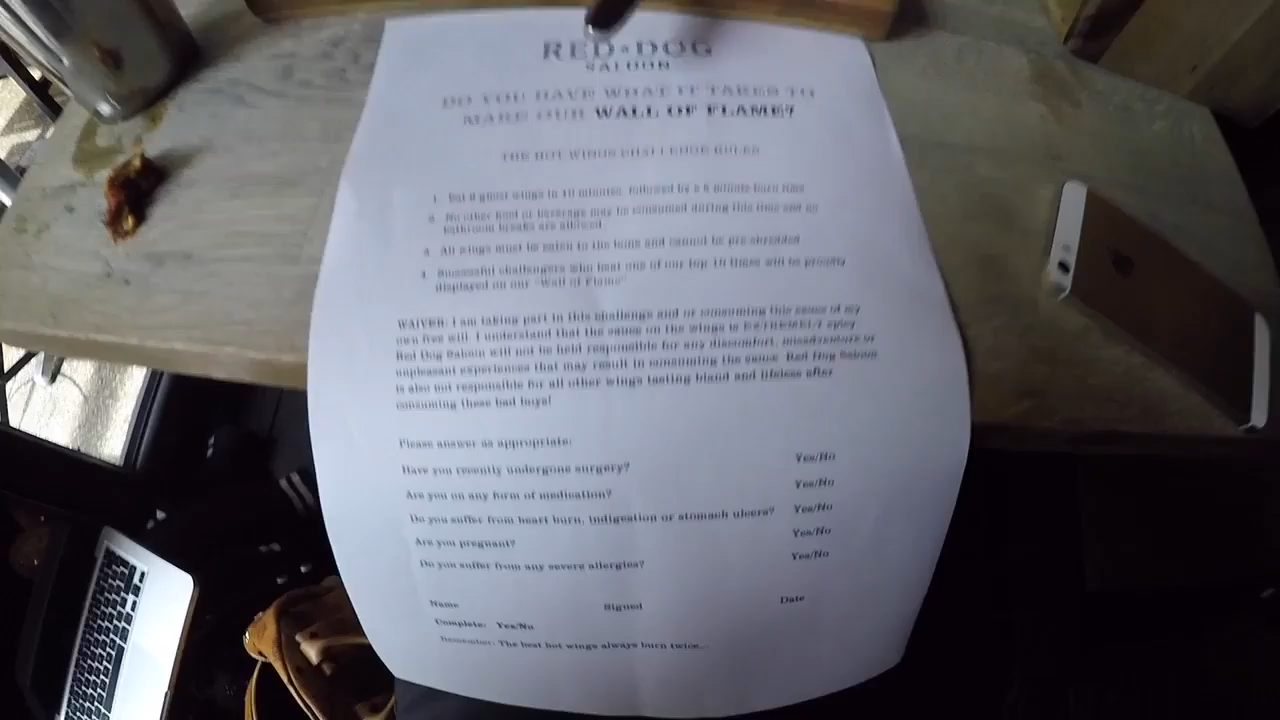 RED DOG
SALOON
DO YOU HAVE WHAT IT TAKES TO
MAKE OUR WALL OF FLAME?
THE HOT WINGS CHALLENGE RULES
1. Eat 6 ghost wings in 10 minutes, followed by a 5 minute burn time
2. No other food or beverage may be consumed during this time and no
bathroom breaks are allowed
3. All wings must be eaten to the bone and cannot be pre-shredded
4. Successful challengers who beat one of our top 10 times will be proudly
displayed on our "Wall of Flame"
WAIVER: I am taking part in this challenge and or consuming this sauce of my
own free will. I understand that the sauce on the wings is EXTREMELY spicy
Red Dog Saloon will not be held responsible for any discomfort, misadventure or
unpleasant experiences that may result in consuming the sauce. Red Dog Saloon
is also not responsible for all other wings tasting bland and lifeless after
consuming these bad boys!
Please answer as appropriate:
Have you recently undergone surgery? Yes/No
Are you on any form of medication? Yes/No
Do you suffer from heart burn, indigestion or stomach ulcers? Yes/No
Are you pregnant? Yes/No
Do you suffer from any severe allergies? Yes/No
Name Signed Date
Complete: Yes/No
Remember: The best hot wings always burn twice..